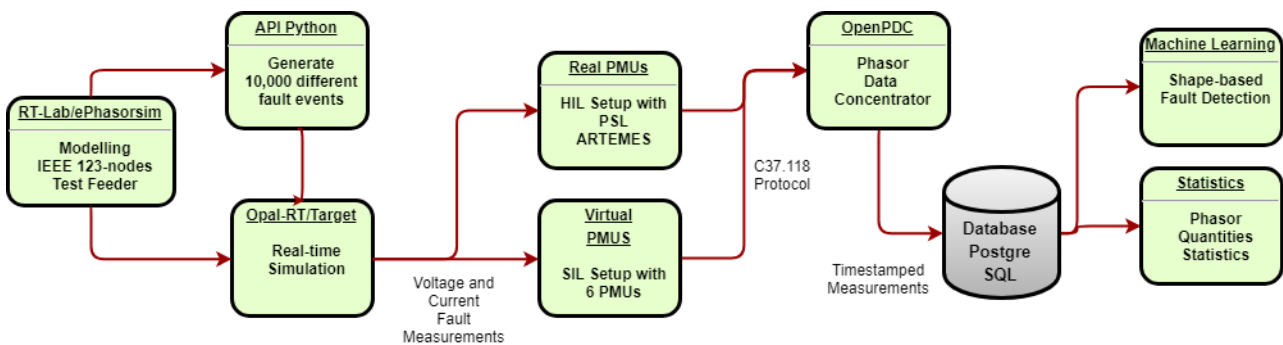 RT-Lab/ePhasorsim
Modelling
IEEE 123-nodes
Test Feeder
API Python
Generate
10,000 different
fault events
Opal-RT/Target
Real-time
Simulation
Voltage and
Current
Fault
Measurements
Real PMUs
HIL Setup with
PSL
ARTEMES
Virtual
PMUS
SIL Setup with
6 PMUs
C37.118
Protocol
OpenPDC
Phasor
Data
Concentrator
Timestamped
Measurements
Database
Postgre
SQL
Machine Learning
Shape-based
Fault Detection
Statistics
Phasor
Quantities
Statistics